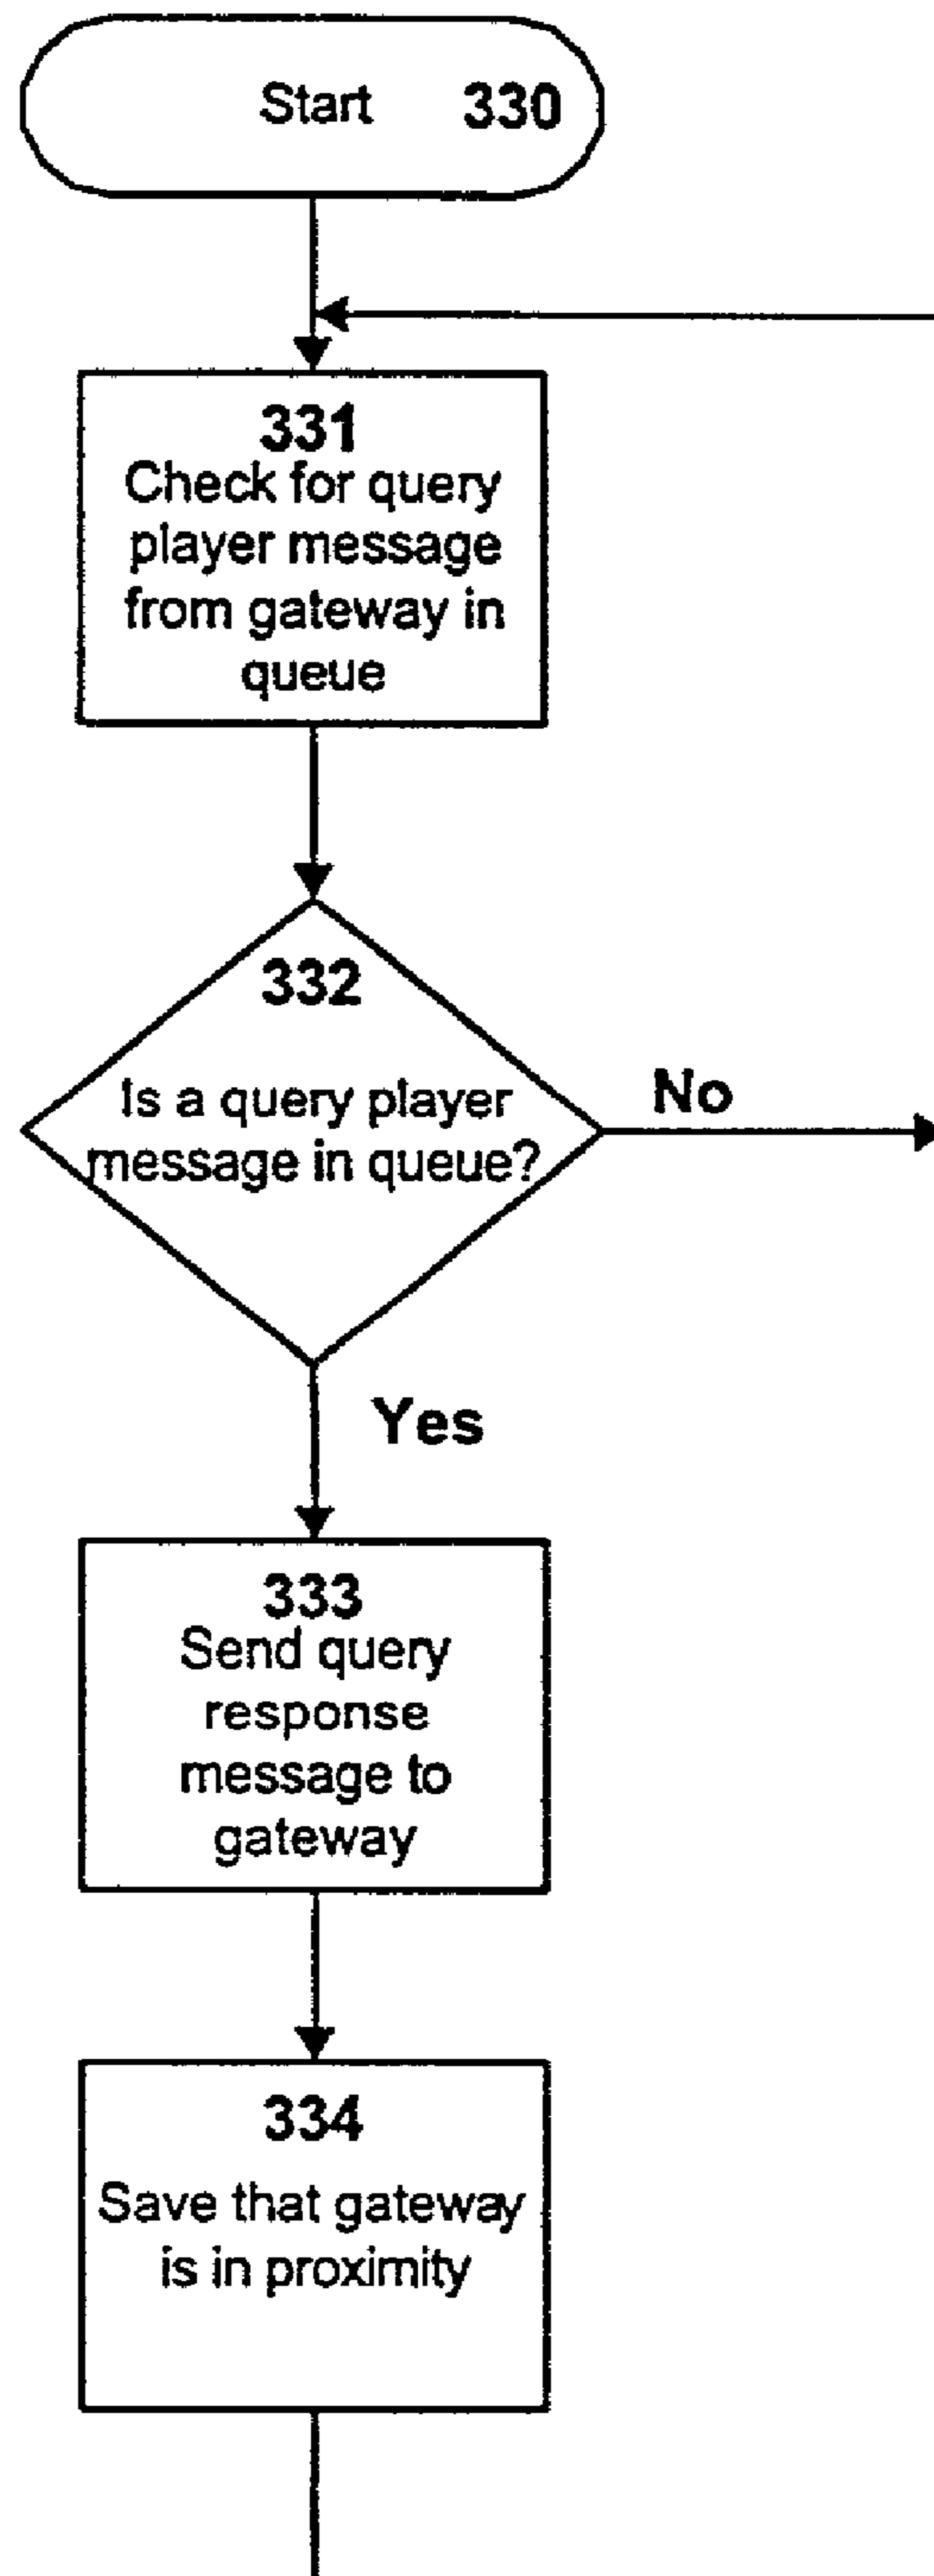 Start 330
331
Check for query
player message
from gateway in
queue
332
Is a query player
message in queue?
No
Yes
333
Send query
response
message to
gateway
334
Save that gateway
is in proximity